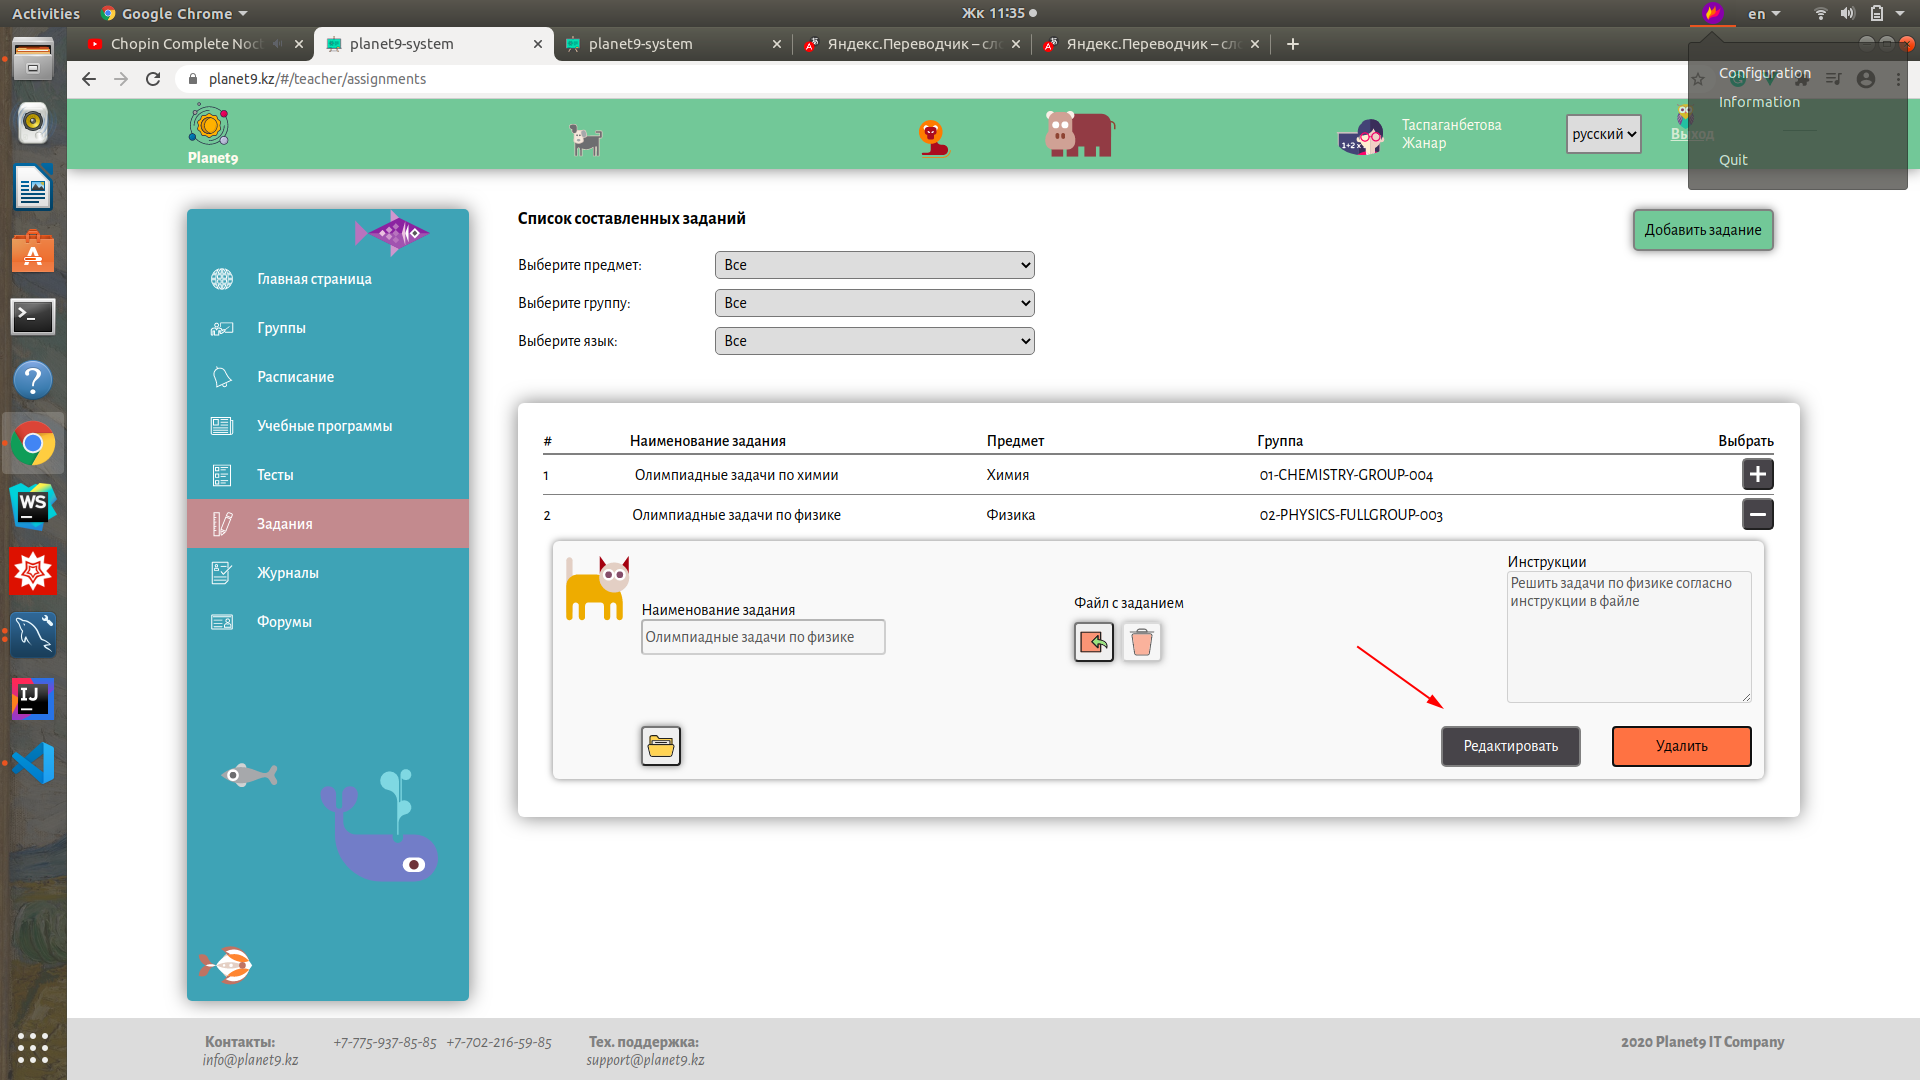 Activities
Google Chrome
Жк 11:35
en
Chopin Complete Noc
planet9-system
planet9-system
Яндекс.Переводчик – сло
Яндекс.Переводчик – сло
planet9.kz/#/teacher/assignments
Configuration
Information
Quit
Planet9
1+2 x
Таспаганбетова
Жанар
русский
Выход
Главная страница
Группы
Расписание
Учебные программы
Тесты
Задания
Журналы
Форумы
Список составленных заданий
Добавить задание
Выберите предмет: Все
Выберите группу: Все
Выберите язык: Все
# Наименование задания Предмет Группа Выбрать
1 Олимпиадные задачи по химии Химия 01-CHEMISTRY-GROUP-004
2 Олимпиадные задачи по физике Физика 02-PHYSICS-FULLGROUP-003
Наименование задания
Олимпиадные задачи по физике
Файл с заданием
Инструкции
Решить задачи по физике согласно
инструкции в файле
Редактировать
Удалить
WS
IJ
Контакты: +7-775-937-85-85 +7-702-216-59-85 Тех. поддержка:
info@planet9.kz support@planet9.kz
2020 Planet9 IT Company